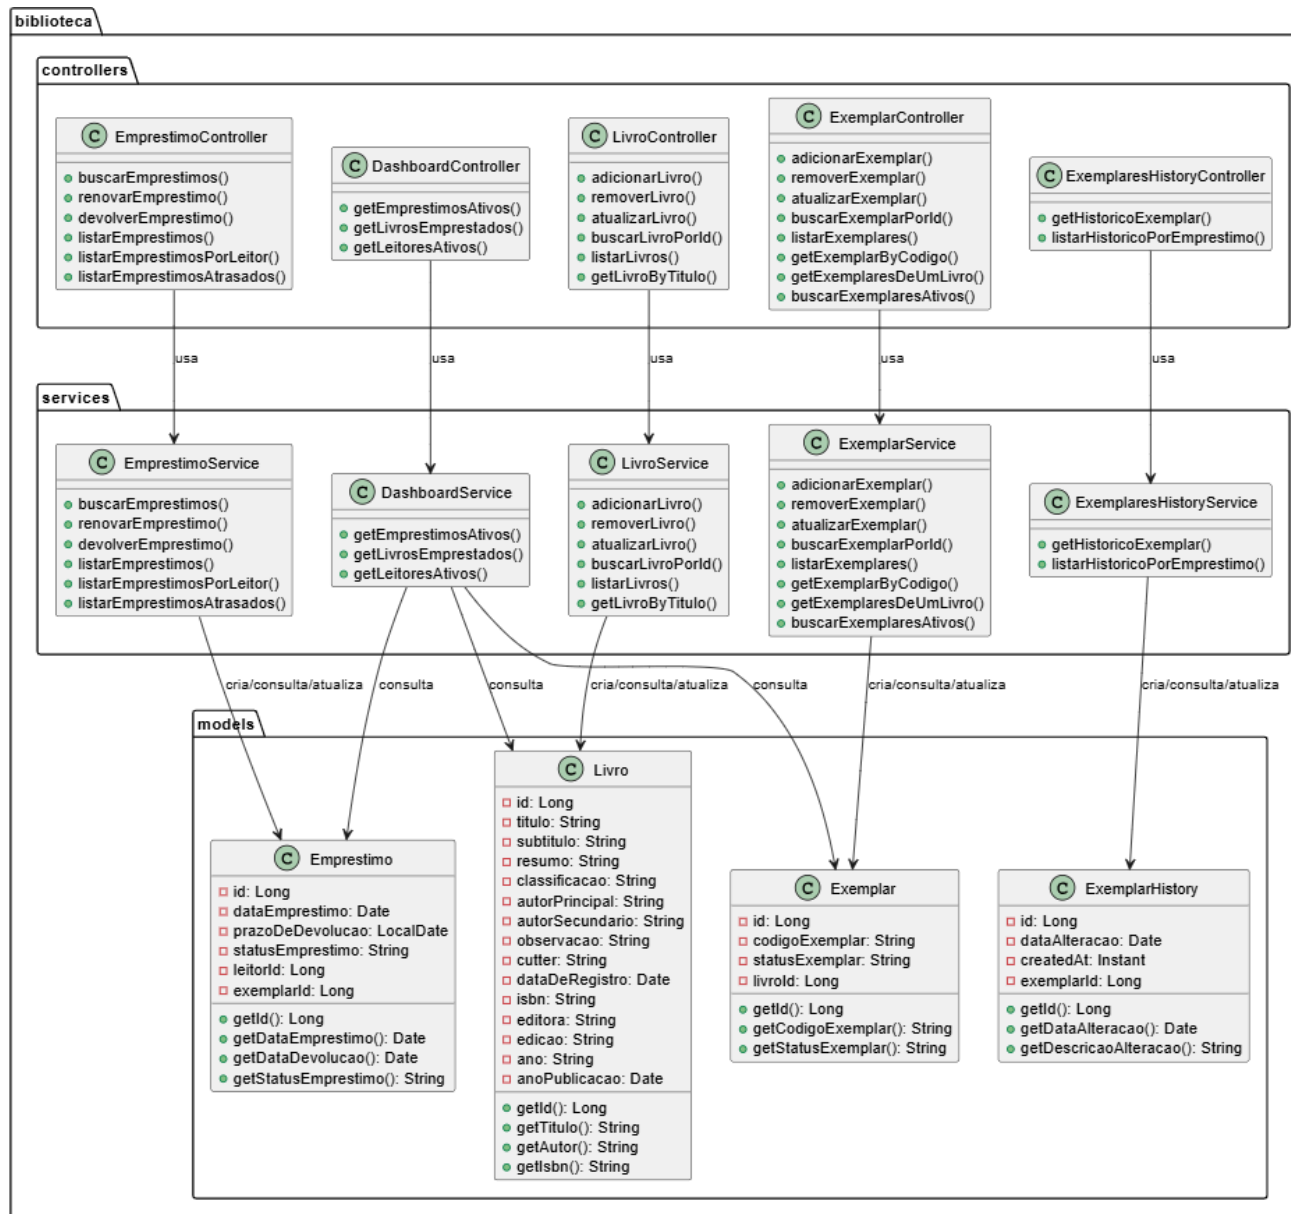 biblioteca
controllers
C EmprestimoController
buscarEmprestimos()
renovarEmprestimo()
devolverEmprestimo()
listarEmprestimos()
listarEmprestimosPorLeitor()
listarEmprestimosAtrasados()
C DashboardController
getEmprestimosAtivos()
getLivrosEmprestados()
getLeitoresAtivos()
C LivroController
adicionarLivro()
removerLivro()
atualizarLivro()
buscarLivroPorId()
listarLivros()
getLivroByTitulo()
C ExemplarController
adicionarExemplar()
removerExemplar()
atualizarExemplar()
buscarExemplarPorId()
listarExemplares()
getExemplarByCodigo()
getExemplaresDeUmLivro()
buscarExemplaresAtivos()
C ExemplaresHistoryController
getHistoricoExemplar()
listarHistoricoPorEmprestimo()
usa
usa
usa
usa
usa
services
C EmprestimoService
buscarEmprestimos()
renovarEmprestimo()
devolverEmprestimo()
listarEmprestimos()
listarEmprestimosPorLeitor()
listarEmprestimosAtrasados()
C DashboardService
getEmprestimosAtivos()
getLivrosEmprestados()
getLeitoresAtivos()
C LivroService
adicionarLivro()
removerLivro()
atualizarLivro()
buscarLivroPorId()
listarLivros()
getLivroByTitulo()
C ExemplarService
adicionarExemplar()
removerExemplar()
atualizarExemplar()
buscarExemplarPorId()
listarExemplares()
getExemplarByCodigo()
getExemplaresDeUmLivro()
buscarExemplaresAtivos()
C ExemplaresHistoryService
getHistoricoExemplar()
listarHistoricoPorEmprestimo()
cria/consulta/atualiza
consulta
consulta
cria/consulta/atualiza
consulta
cria/consulta/atualiza
cria/consulta/atualiza
models
C Emprestimo
id: Long
dataEmprestimo: Date
prazoDeDevolucao: LocalDate
statusEmprestimo: String
leitorId: Long
exemplarId: Long
getId(): Long
getDataEmprestimo(): Date
getDataDevolucao(): Date
getStatusEmprestimo(): String
C Livro
id: Long
titulo: String
subtitulo: String
resumo: String
classificacao: String
autorPrincipal: String
autorSecundario: String
observacao: String
cutter: String
dataDeRegistro: Date
isbn: String
editora: String
edicao: String
ano: String
anoPublicacao: Date
getId(): Long
getTitulo(): String
getAutor(): String
getIsbn(): String
C Exemplar
id: Long
codigoExemplar: String
statusExemplar: String
livroId: Long
getId(): Long
getCodigoExemplar(): String
getStatusExemplar(): String
C ExemplarHistory
id: Long
dataAlteracao: Date
createdAt: Instant
exemplarId: Long
getId(): Long
getDataAlteracao(): Date
getDescricaoAlteracao(): String